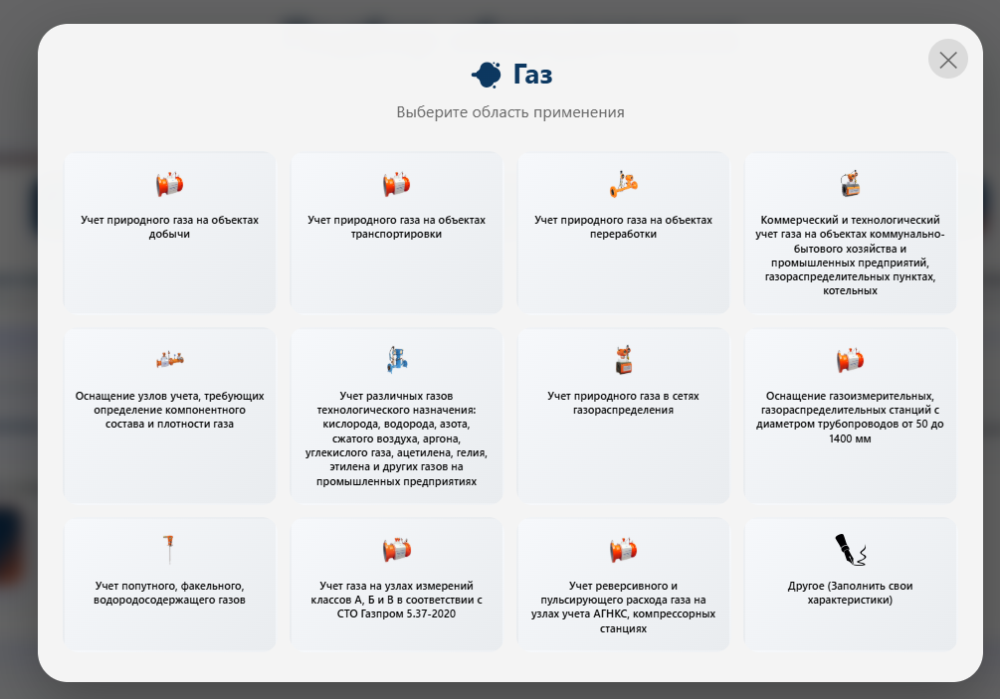 Газ
Выберите область применения
Учет природного газа на объектах
добычи
Учет природного газа на объектах
транспортировки
Учет природного газа на объектах
переработки
Коммерческий и технологический
учет газа на объектах коммунально-
бытового хозяйства и
промышленных предприятий,
газораспределительных пунктах,
котельных
Оснащение узлов учета, требующих
определение компонентного
состава и плотности газа
Учет различных газов
технологического назначения:
кислорода, водорода, азота,
сжатого воздуха, аргона,
углекислого газа, ацетилена, гелия,
этилена и других газов на
промышленных предприятиях
Учет природного газа в сетях
газораспределения
Оснащение газоизмерительных,
газораспределительных станций с
диаметром трубопроводов от 50 до
1400 мм
Учет попутного, факельного,
водородосодержащего газов
Учет газа на узлах измерений
классов А, Б и В в соответствии с
СТО Газпром 5.37-2020
Учет реверсивного и
пульсирующего расхода газа на
узлах учета АГНКС, компрессорных
станциях
Другое (Заполнить свои
характеристики)